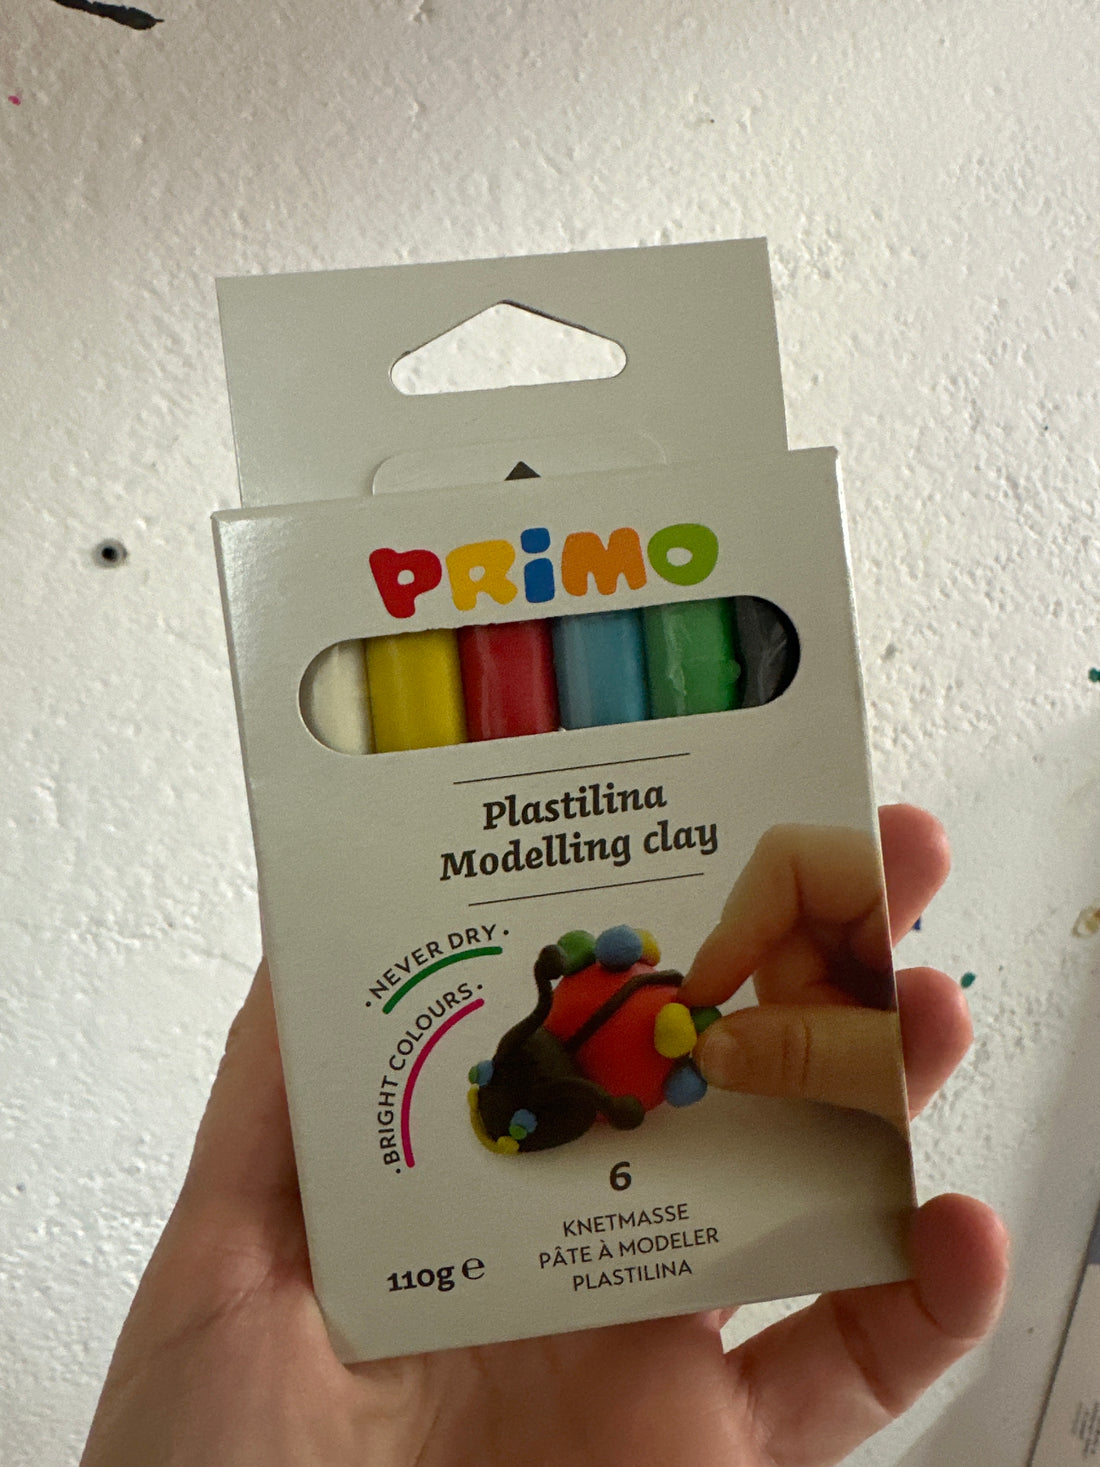 PRiMO
Plastilina
Modelling clay
· NEVER DRY ·
· BRIGHT COLOURS ·
6
KNETMASSE
PÂTE À MODELER
PLASTILINA
110g ℮